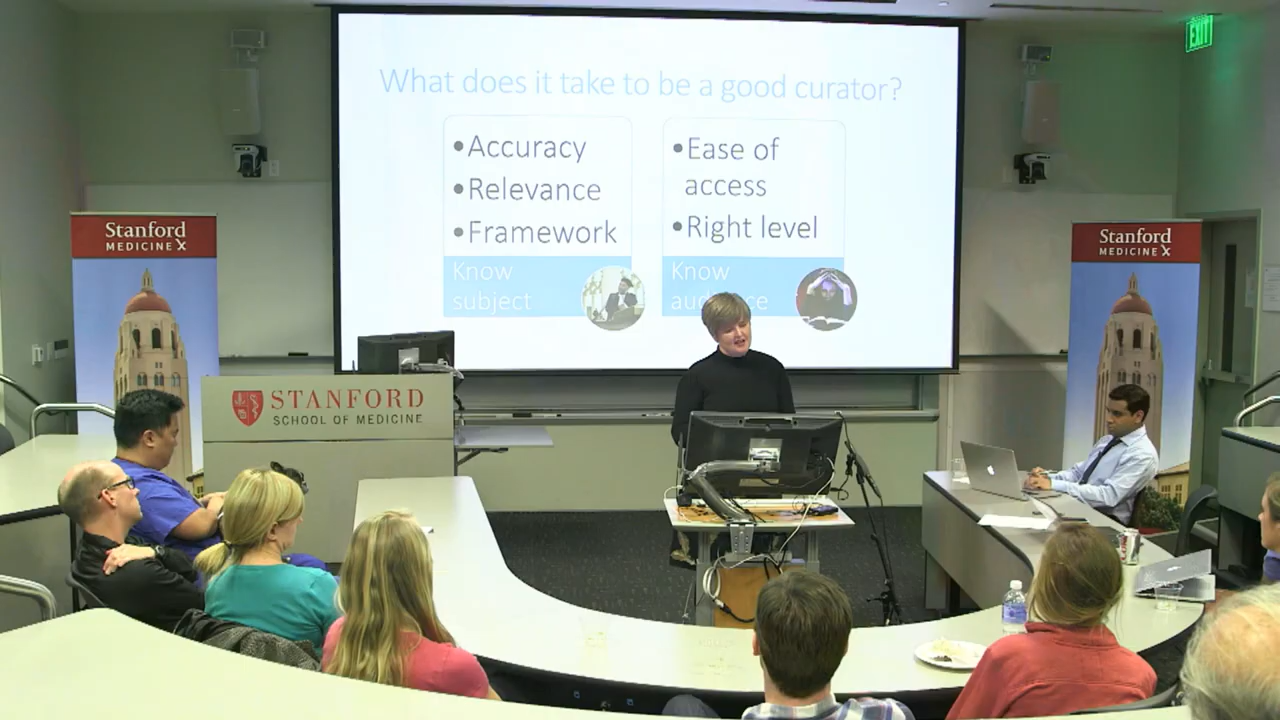 EXIT
What does it take to be a good curator?
•Accuracy
•Relevance
•Framework
Know
subject
•Ease of
access
•Right level
Know
audience
Stanford
MEDICINE X
Stanford
MEDICINE X
STANFORD
SCHOOL OF MEDICINE